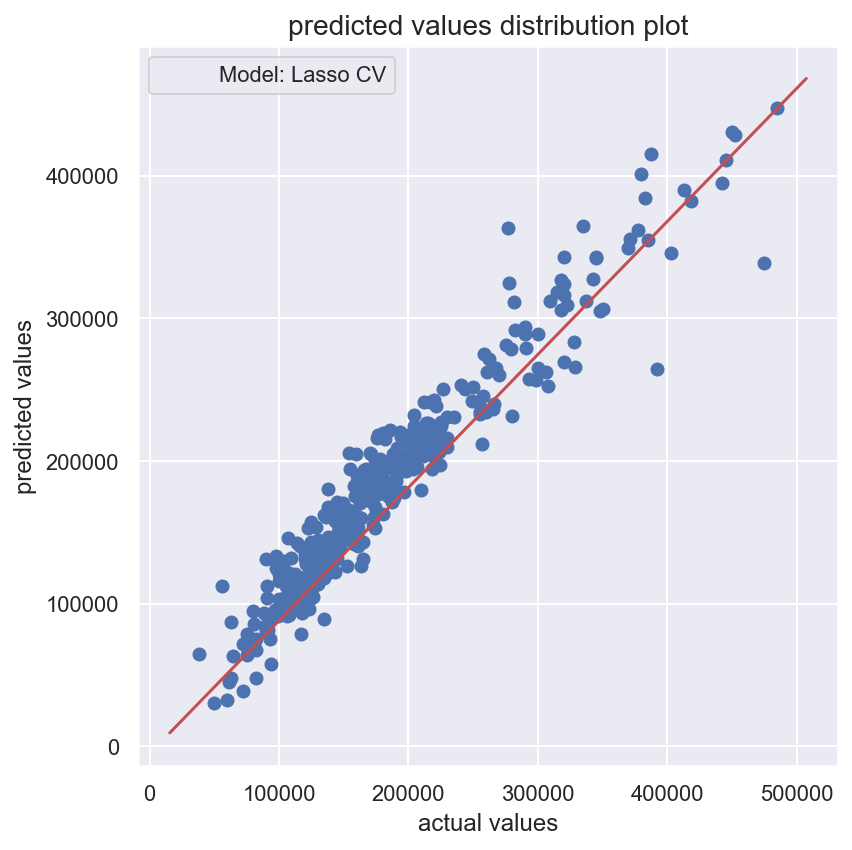 predicted values distribution plot
Model: Lasso CV
400000
300000
200000
100000
0
predicted values
0 100000 200000 300000 400000 500000
actual values